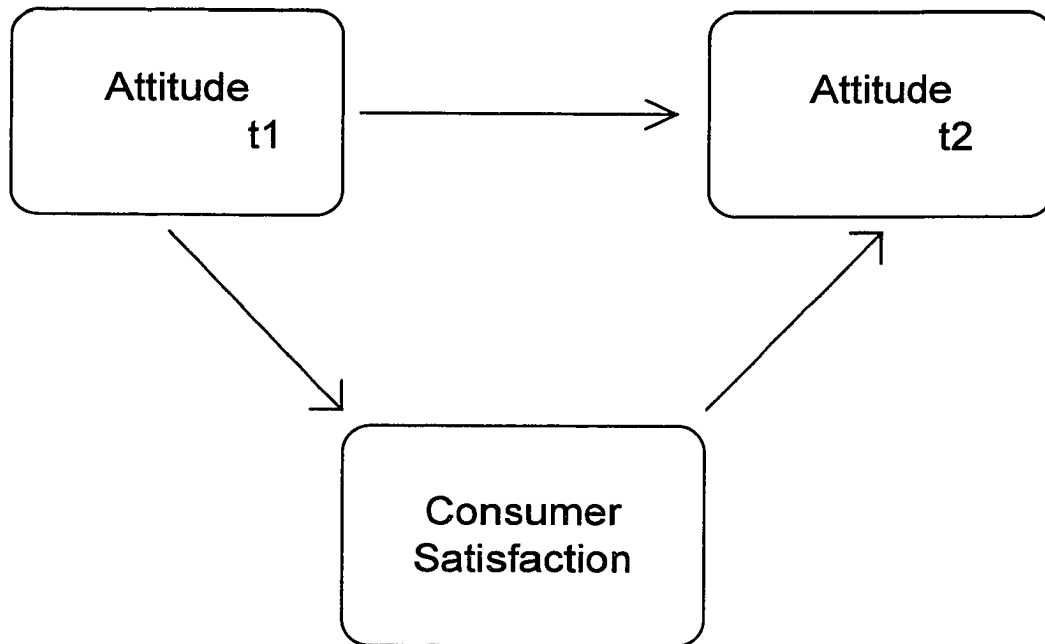 Attitude
t1
Attitude
t2
Consumer
Satisfaction